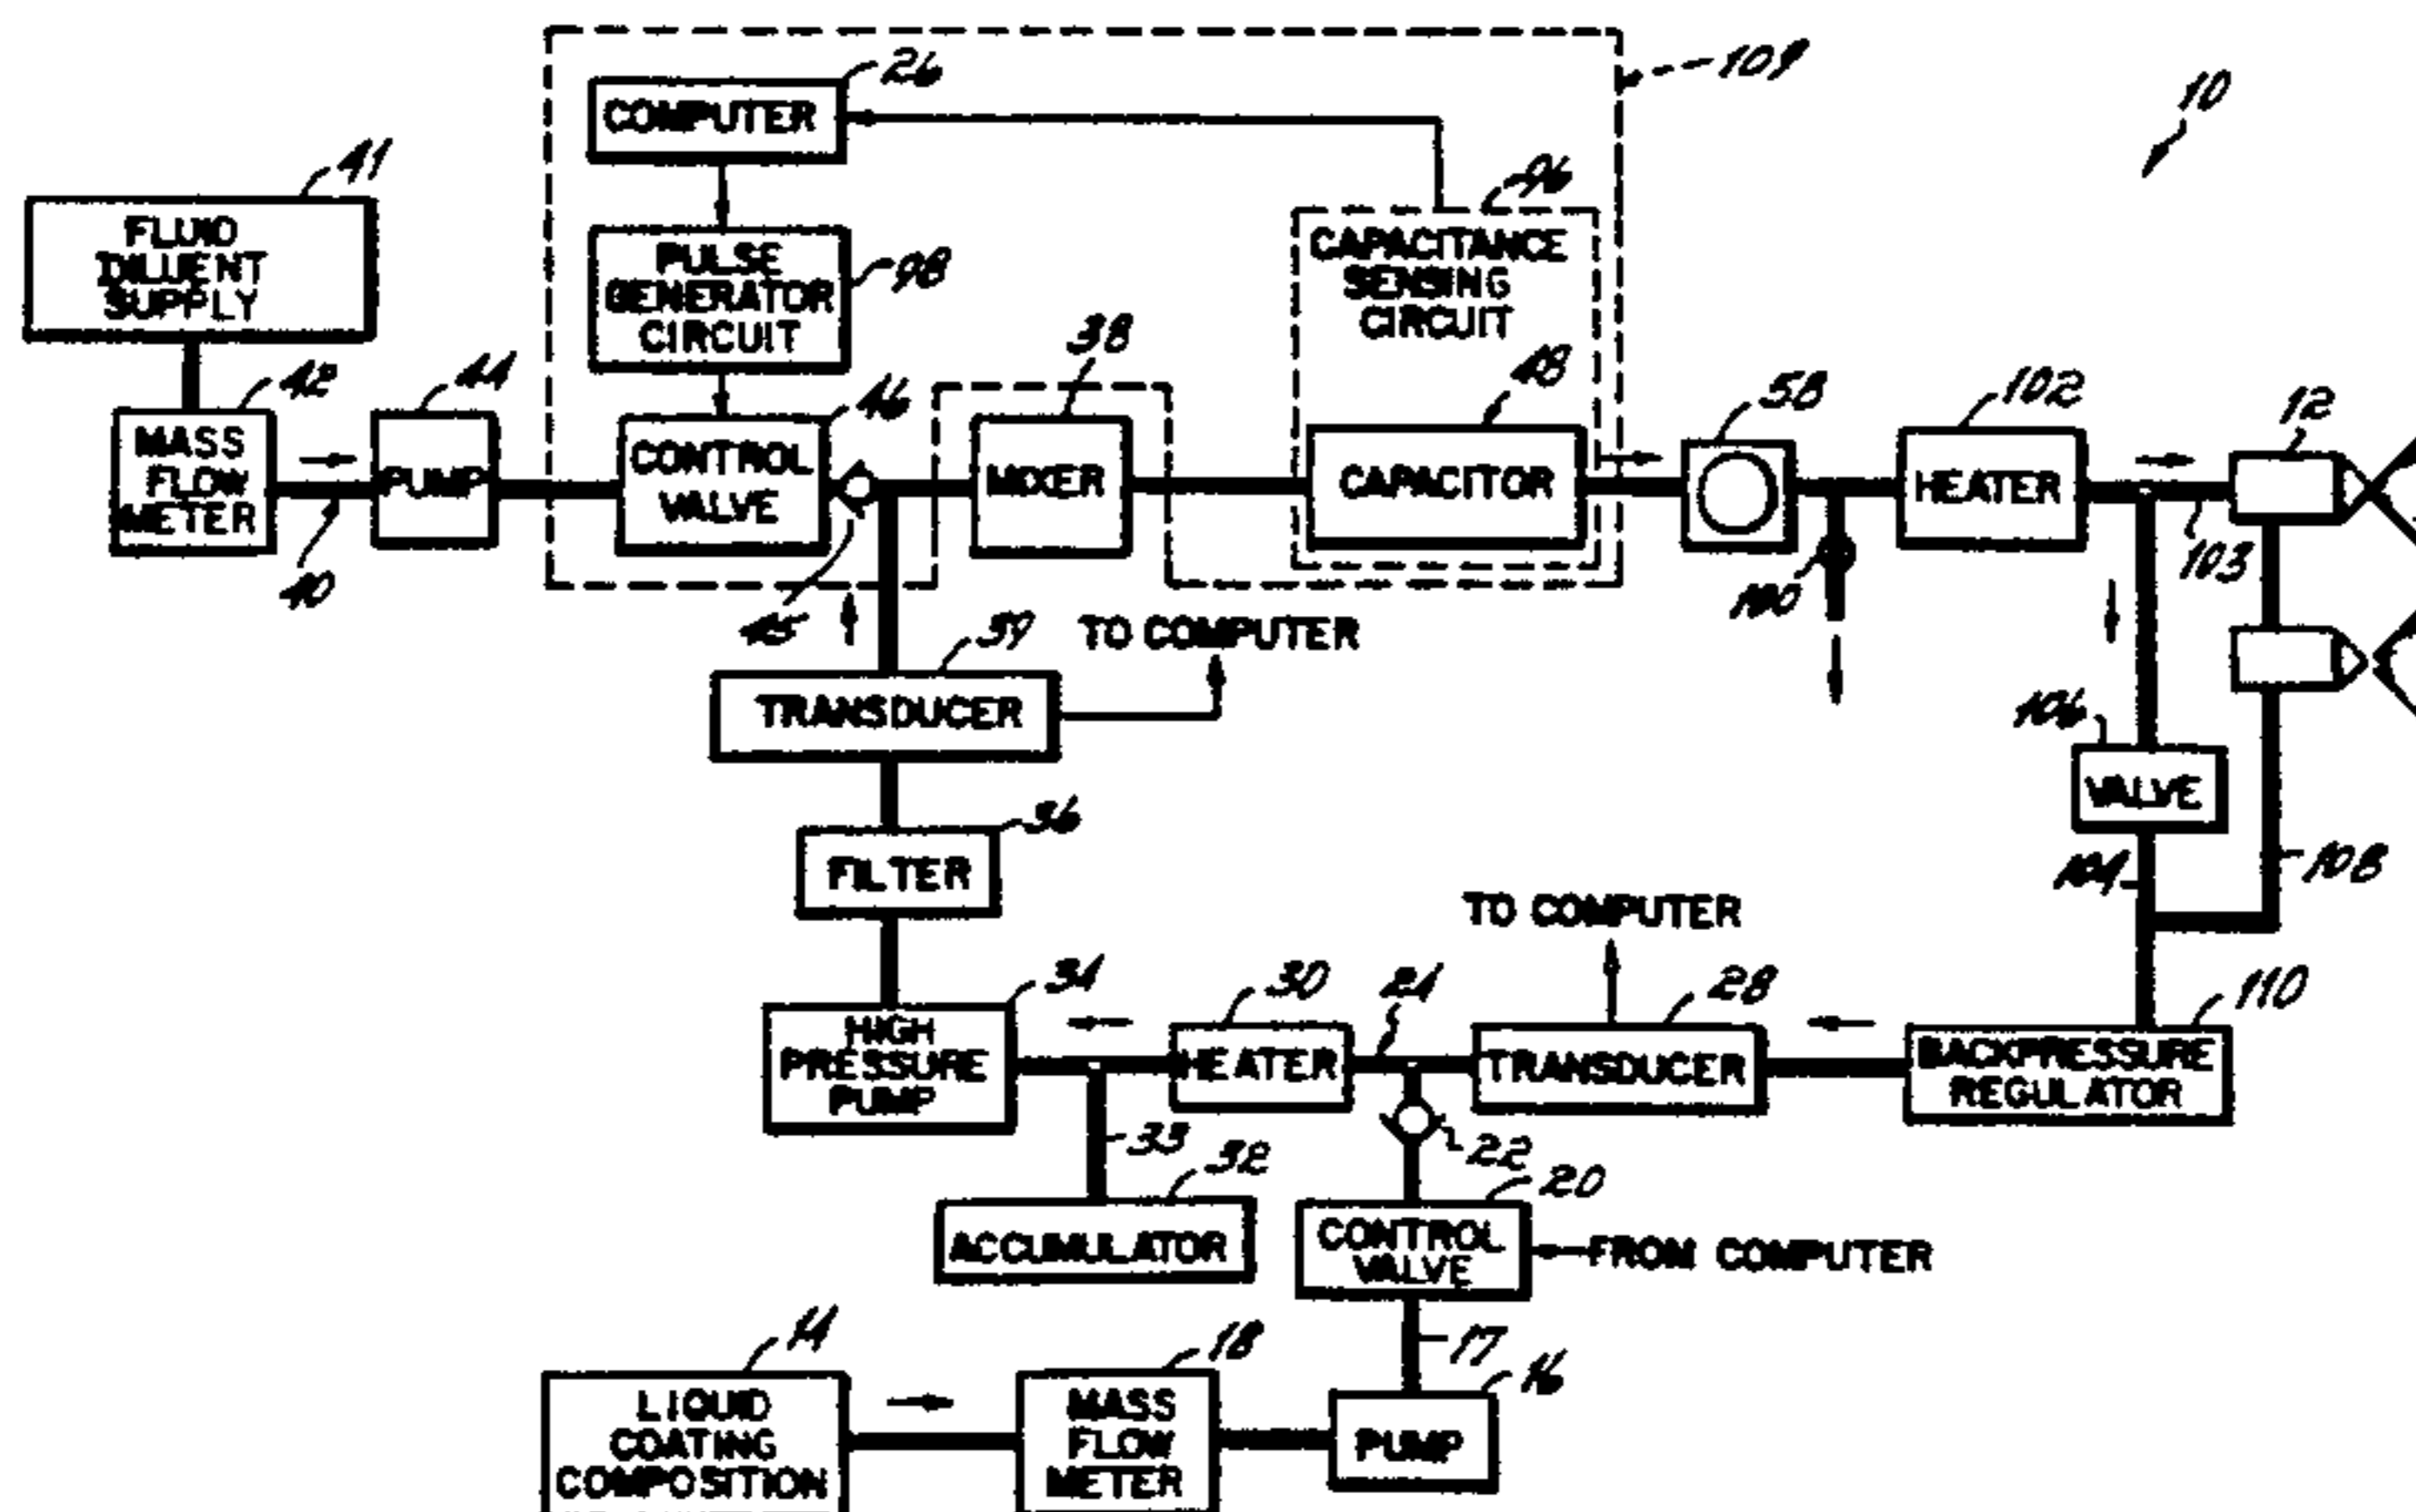 26
109
10
COMPUTER
41
96
FLUID
DILUENT
SUPPLY
PULSE
GENERATOR
CIRCUIT
98
CAPACITANCE
SENSING
CIRCUIT
38
42
44
46
48
58
102
12
MASS
FLOW
METER
PUMP
CONTROL
VALVE
MIXER
CAPACITOR
HEATER
103
40
45
100
39
TO COMPUTER
TRANSDUCER
106
VALVE
36
FILTER
104
108
TO COMPUTER
34
30
21
28
110
HIGH
PRESSURE
PUMP
HEATER
TRANSDUCER
BACKPRESSURE
REGULATOR
33
32
22
20
ACCUMULATOR
CONTROL
VALVE
FROM COMPUTER
14
18
17
16
LIQUID
COATING
COMPOSITION
MASS
FLOW
METER
PUMP